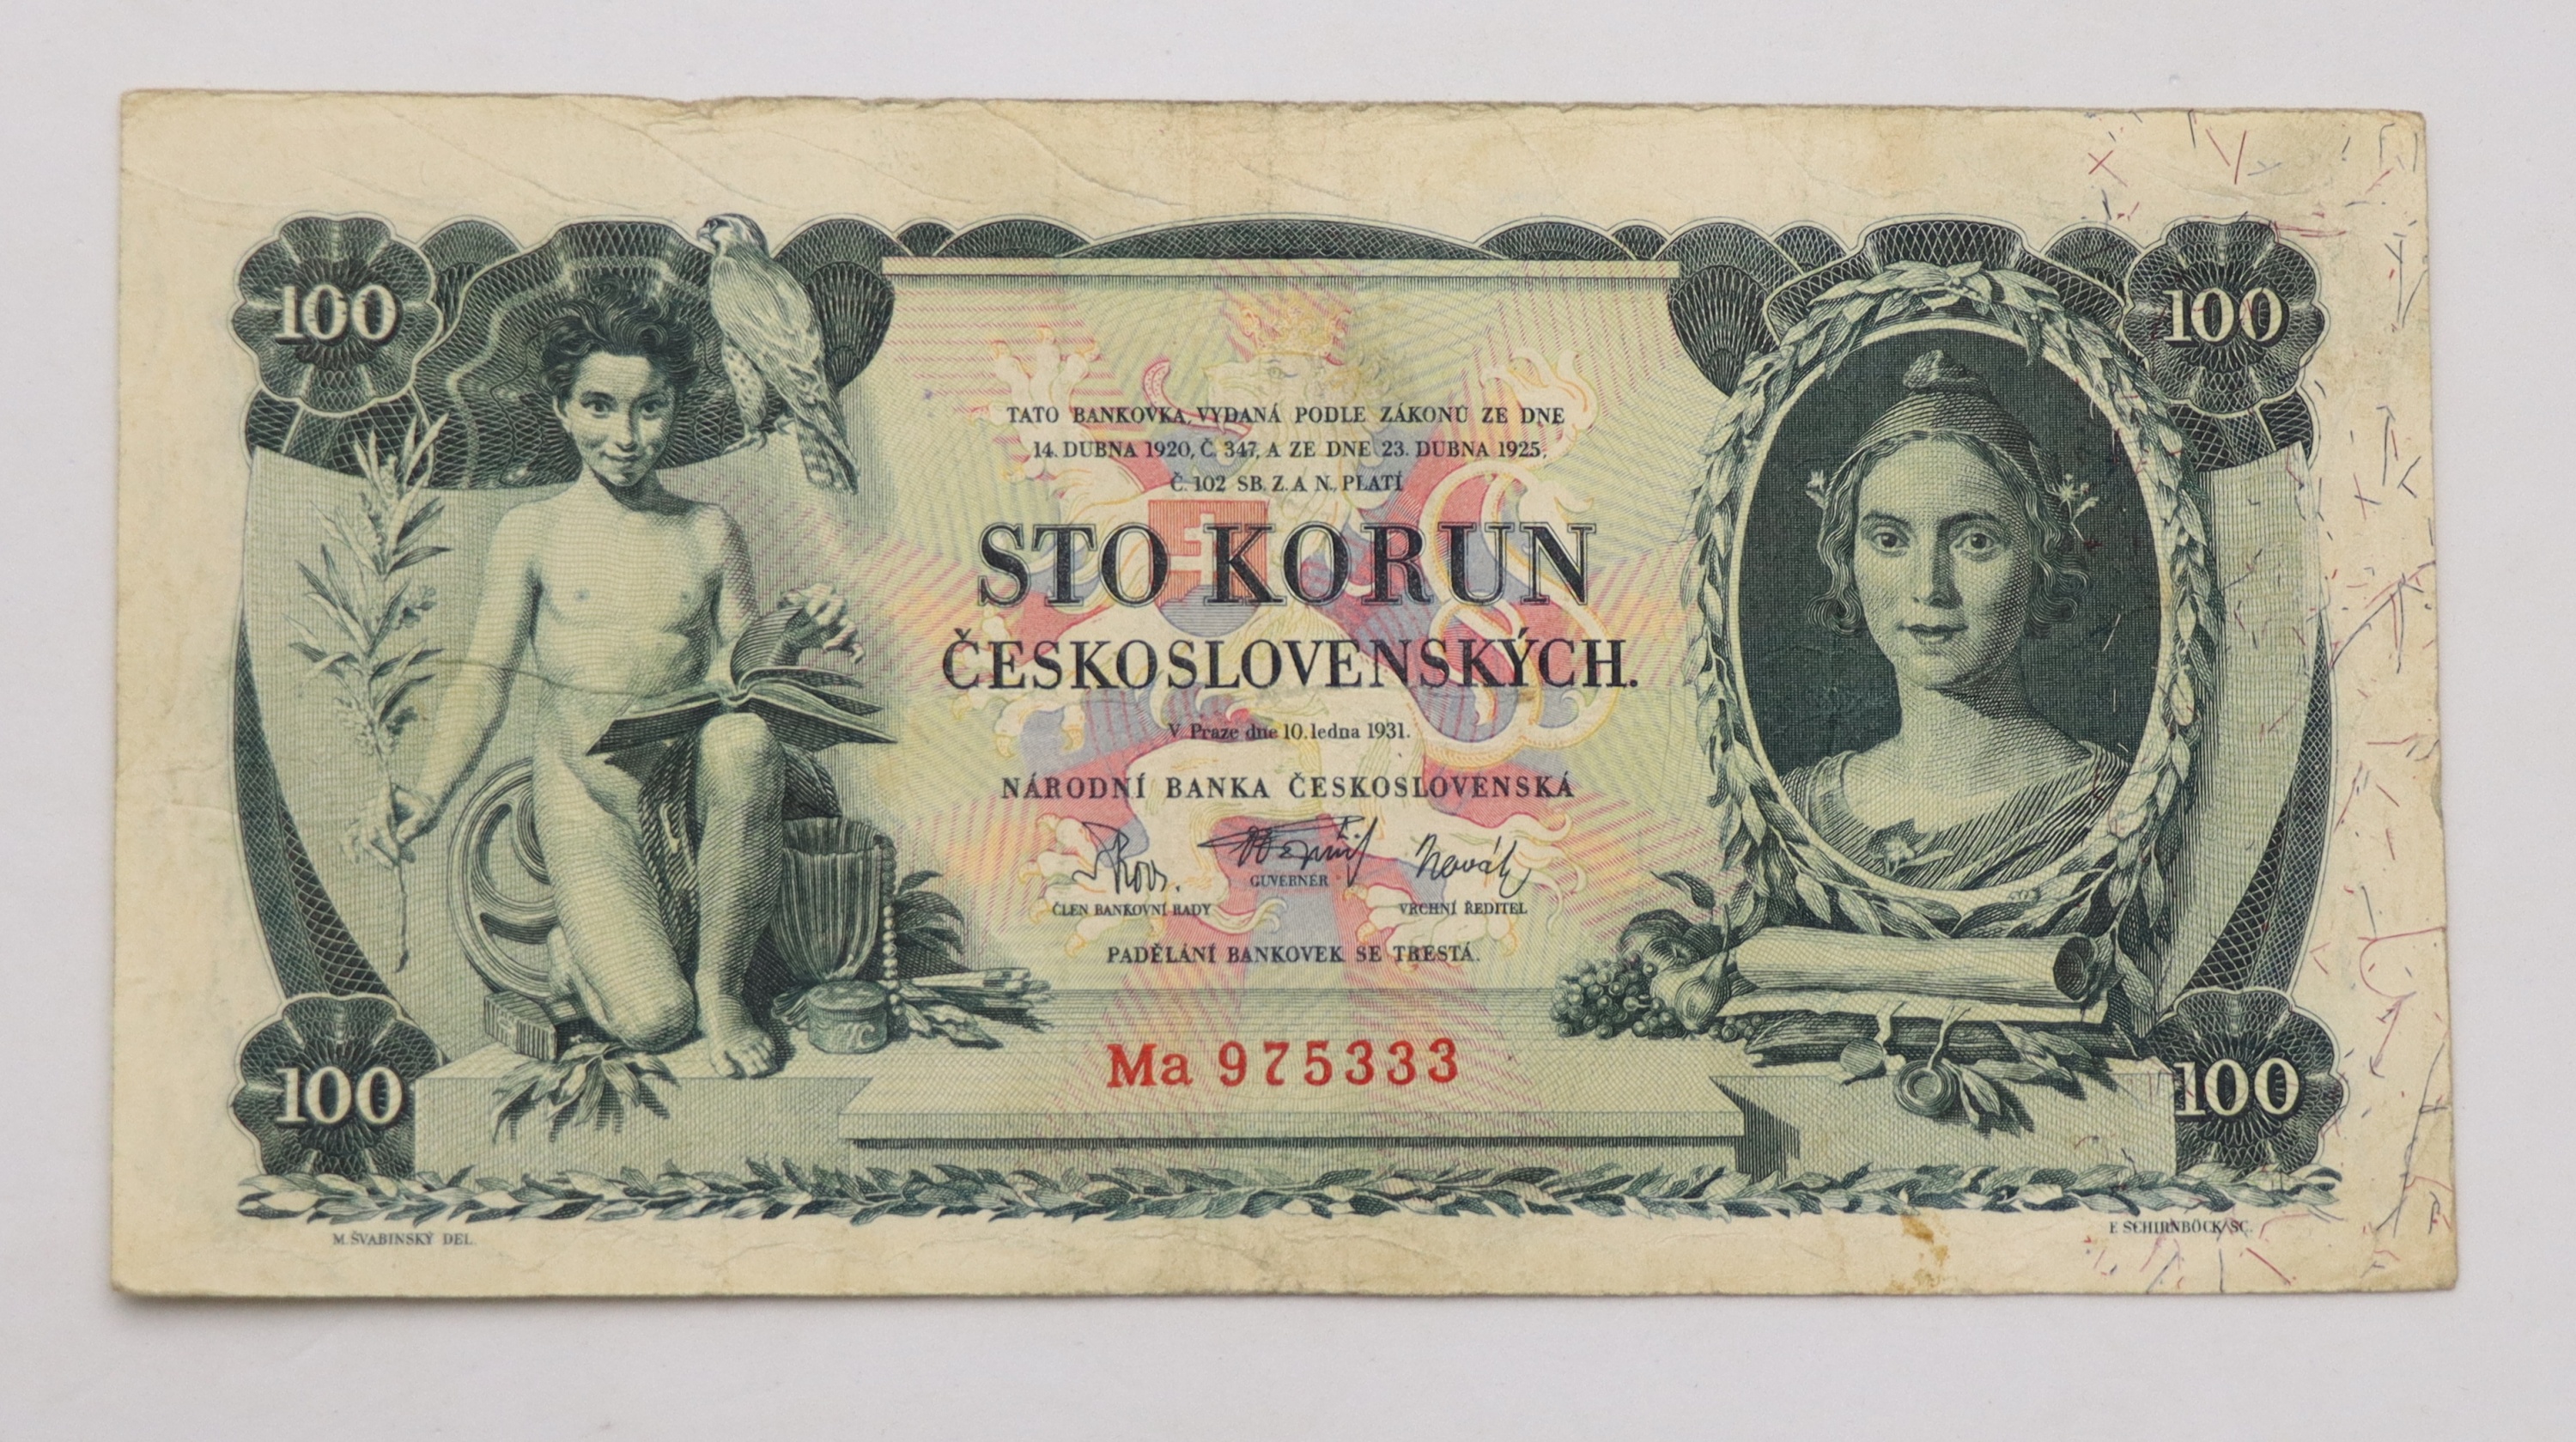 100
100
TATO BANKOVKA, VYDANÁ PODLE ZÁKONŮ ZE DNE
14. DUBNA 1920, Č. 347, A ZE DNE 23. DUBNA 1925,
Č. 102 SB. Z. A N., PLATÍ
STO KORUN
ČESKOSLOVENSKÝCH.
V Praze dne 10. ledna 1931.
NÁRODNÍ BANKA ČESKOSLOVENSKÁ
Novák
GUVERNÉR
ČLEN BANKOVNÍ RADY
VRCHNÍ ŘEDITEL
PADĚLÁNÍ BANKOVEK SE TRESTÁ.
Ma 975333
100
100
M. ŠVABINSKÝ DEL.
F. SCHIRNBÖCK SC.